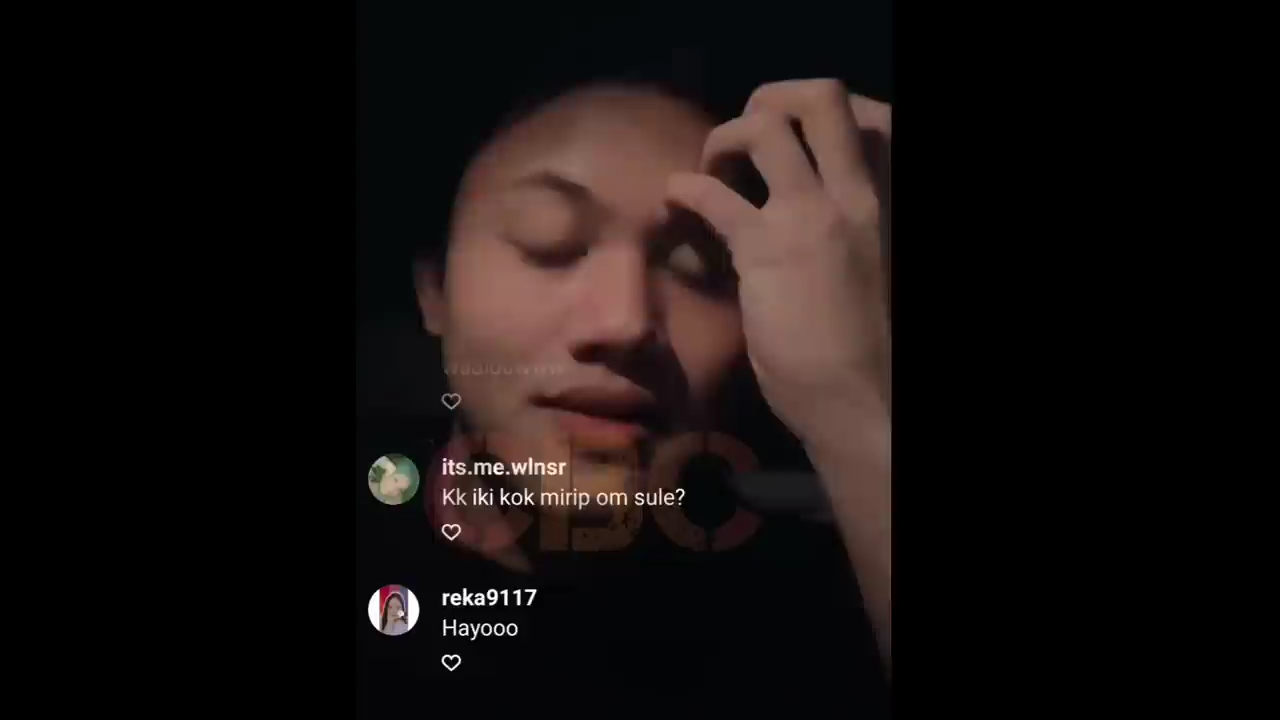 its.me.wlnsr
Kk iki kok mirip om sule?
reka9117
Hayooo